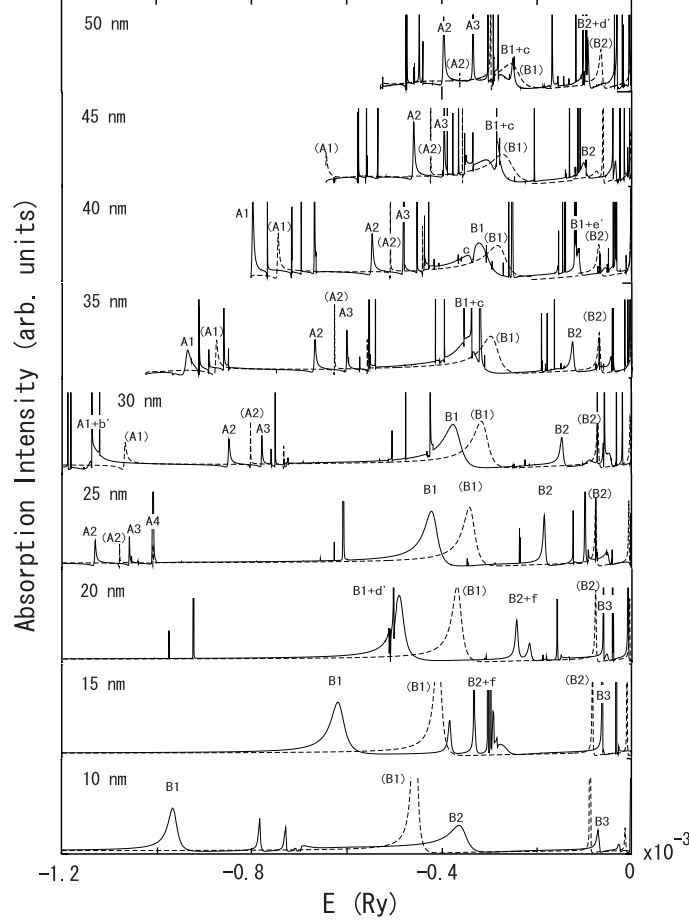 50 nm
A2
A3
(A2)
B1+c
(B1)
B2+d'
(B2)
45 nm
(A1)
A2
A3
(A2)
B1+c
(B1)
B2
40 nm
A1
(A1)
A2
(A2)
A3
c
B1
(B1)
B1+e'
(B2)
35 nm
A1
(A1)
A2
(A2)
A3
B1+c
(B1)
B2
(B2)
30 nm
A1+b'
(A1)
A2
(A2)
A3
B1
(B1)
B2
(B2)
25 nm
A2
(A2)
A3
A4
B1
(B1)
B2
(B2)
20 nm
B1+d'
(B1)
B2+f
(B2)
B3
15 nm
B1
(B1)
B2+f
(B2)
B3
10 nm
B1
(B1)
B2
B3
-1.2
-0.8
-0.4
0
x10⁻³
E (Ry)
Absorption Intensity (arb. units)